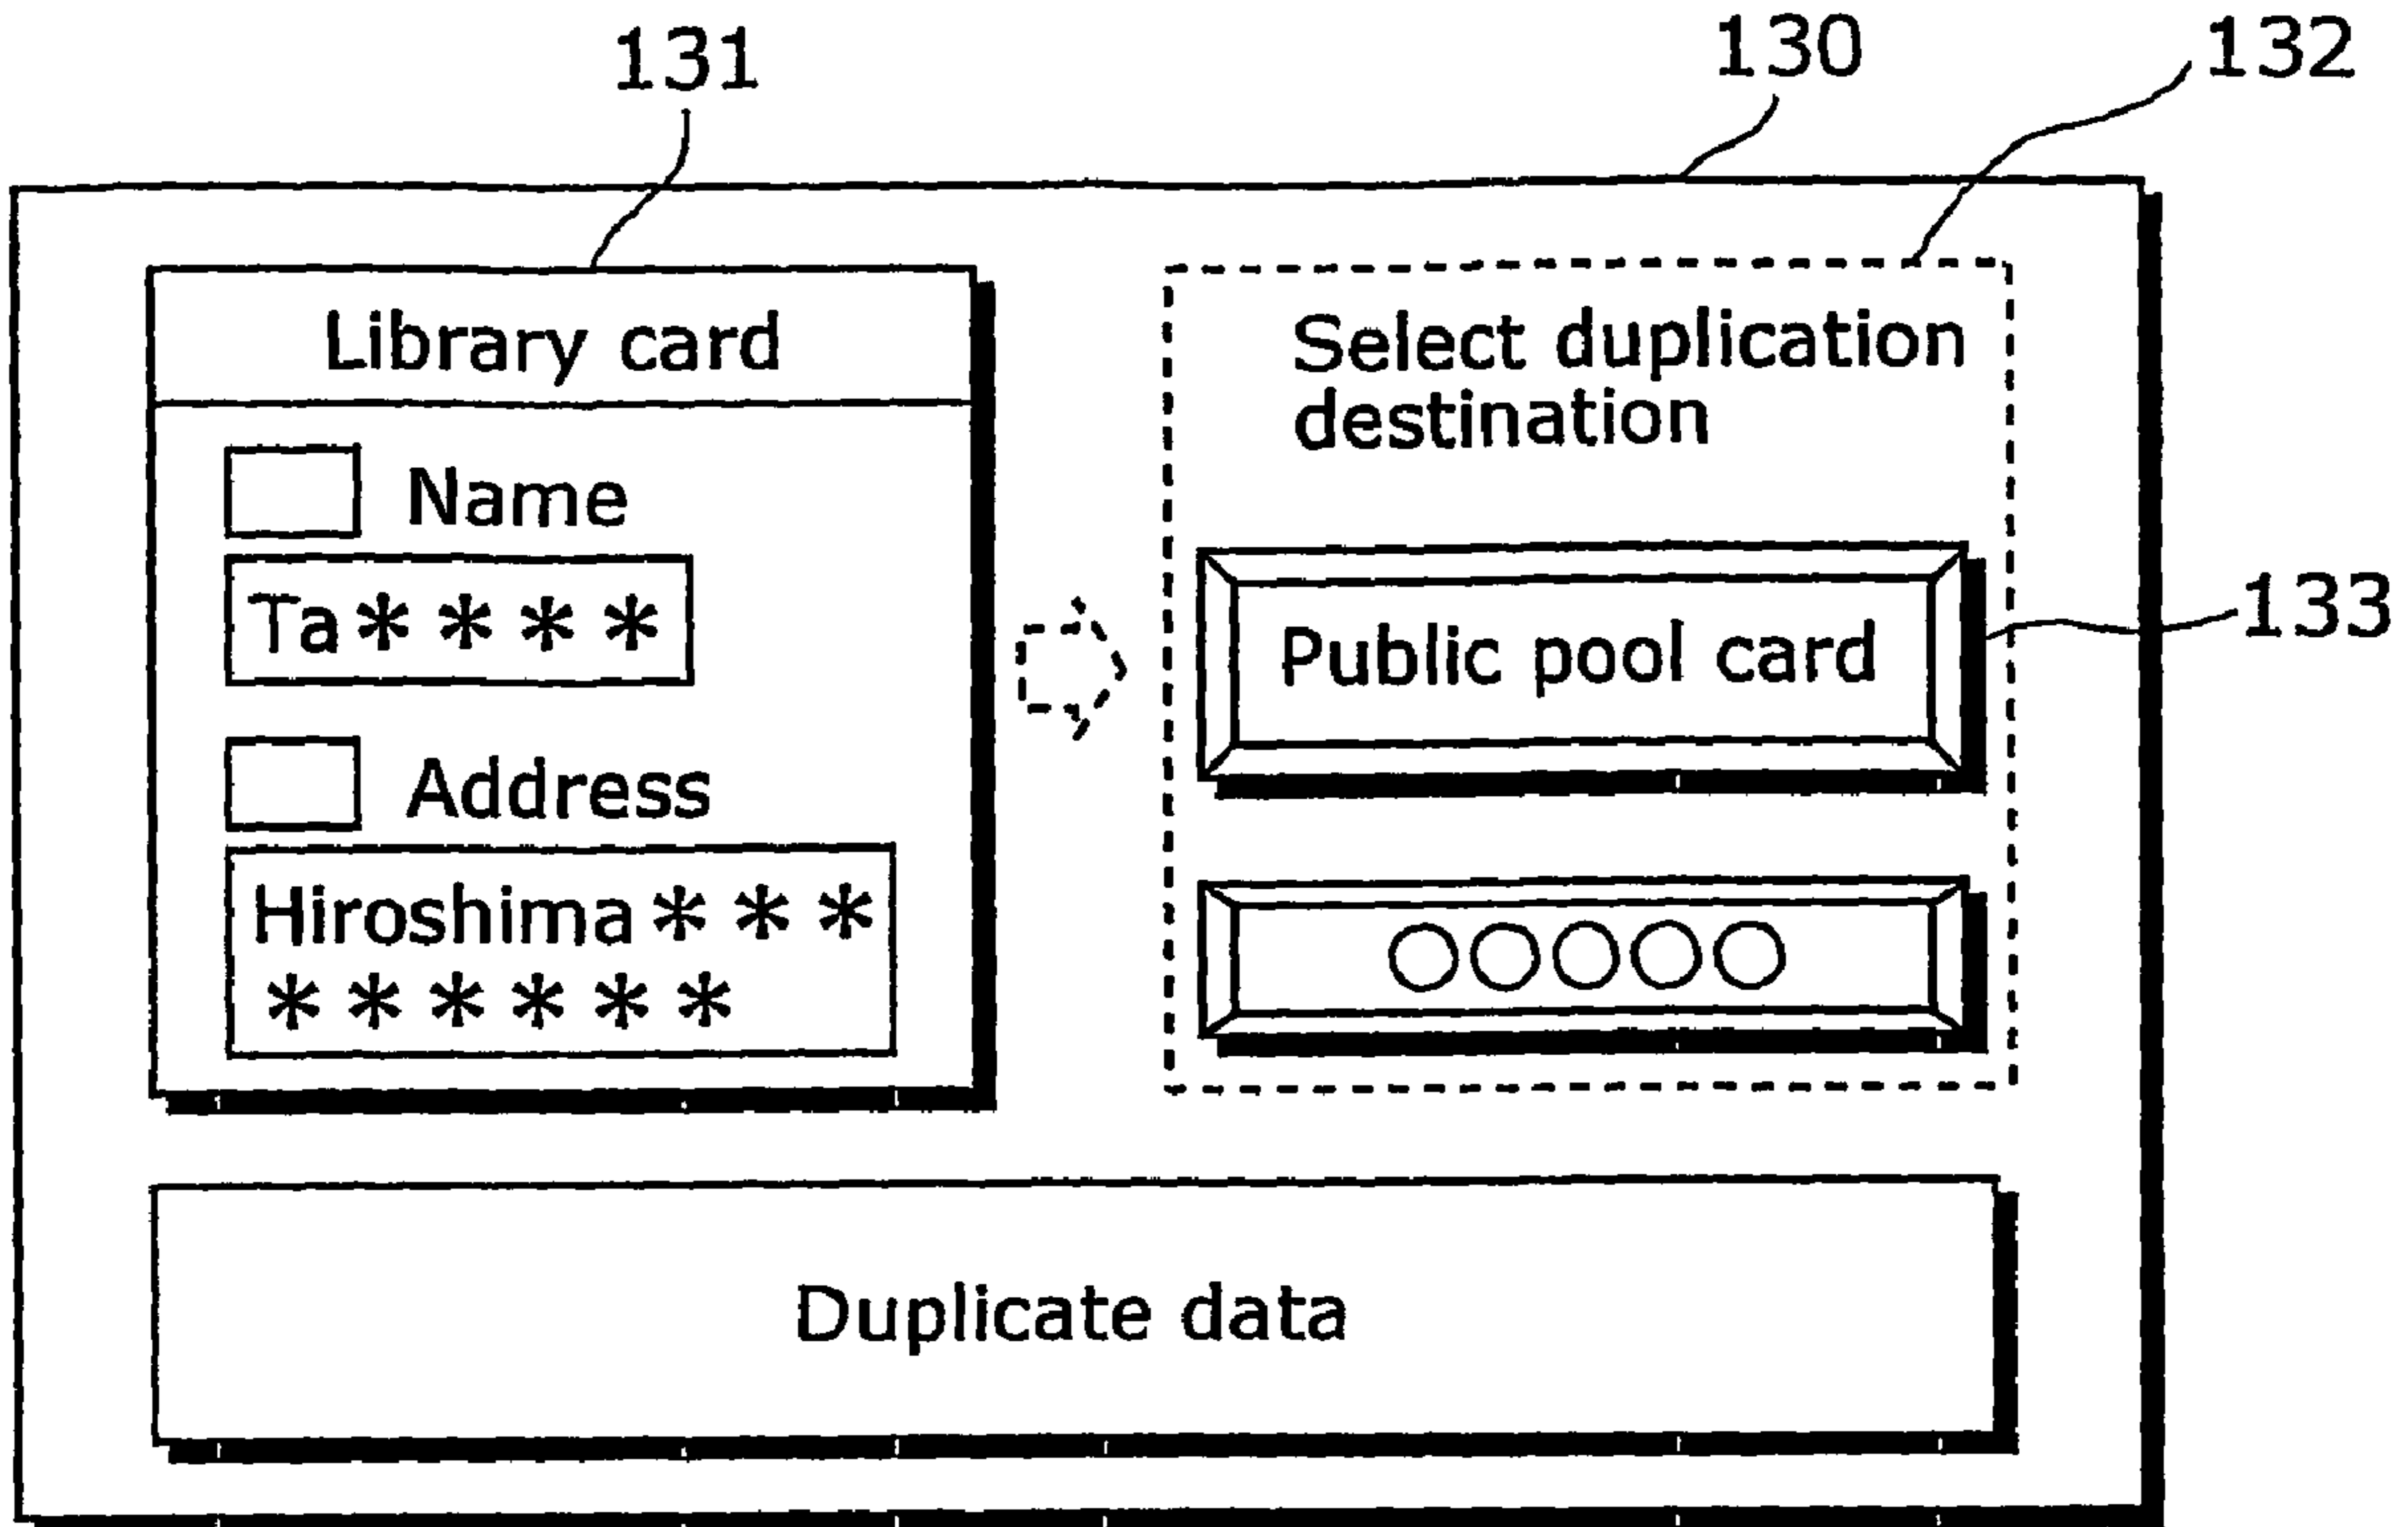 131
130
132
Library card
Select duplication
destination
Name
Ta＊＊＊＊
Public pool card
133
Address
Hiroshima＊＊＊
＊＊＊＊＊＊
○○○○○
Duplicate data